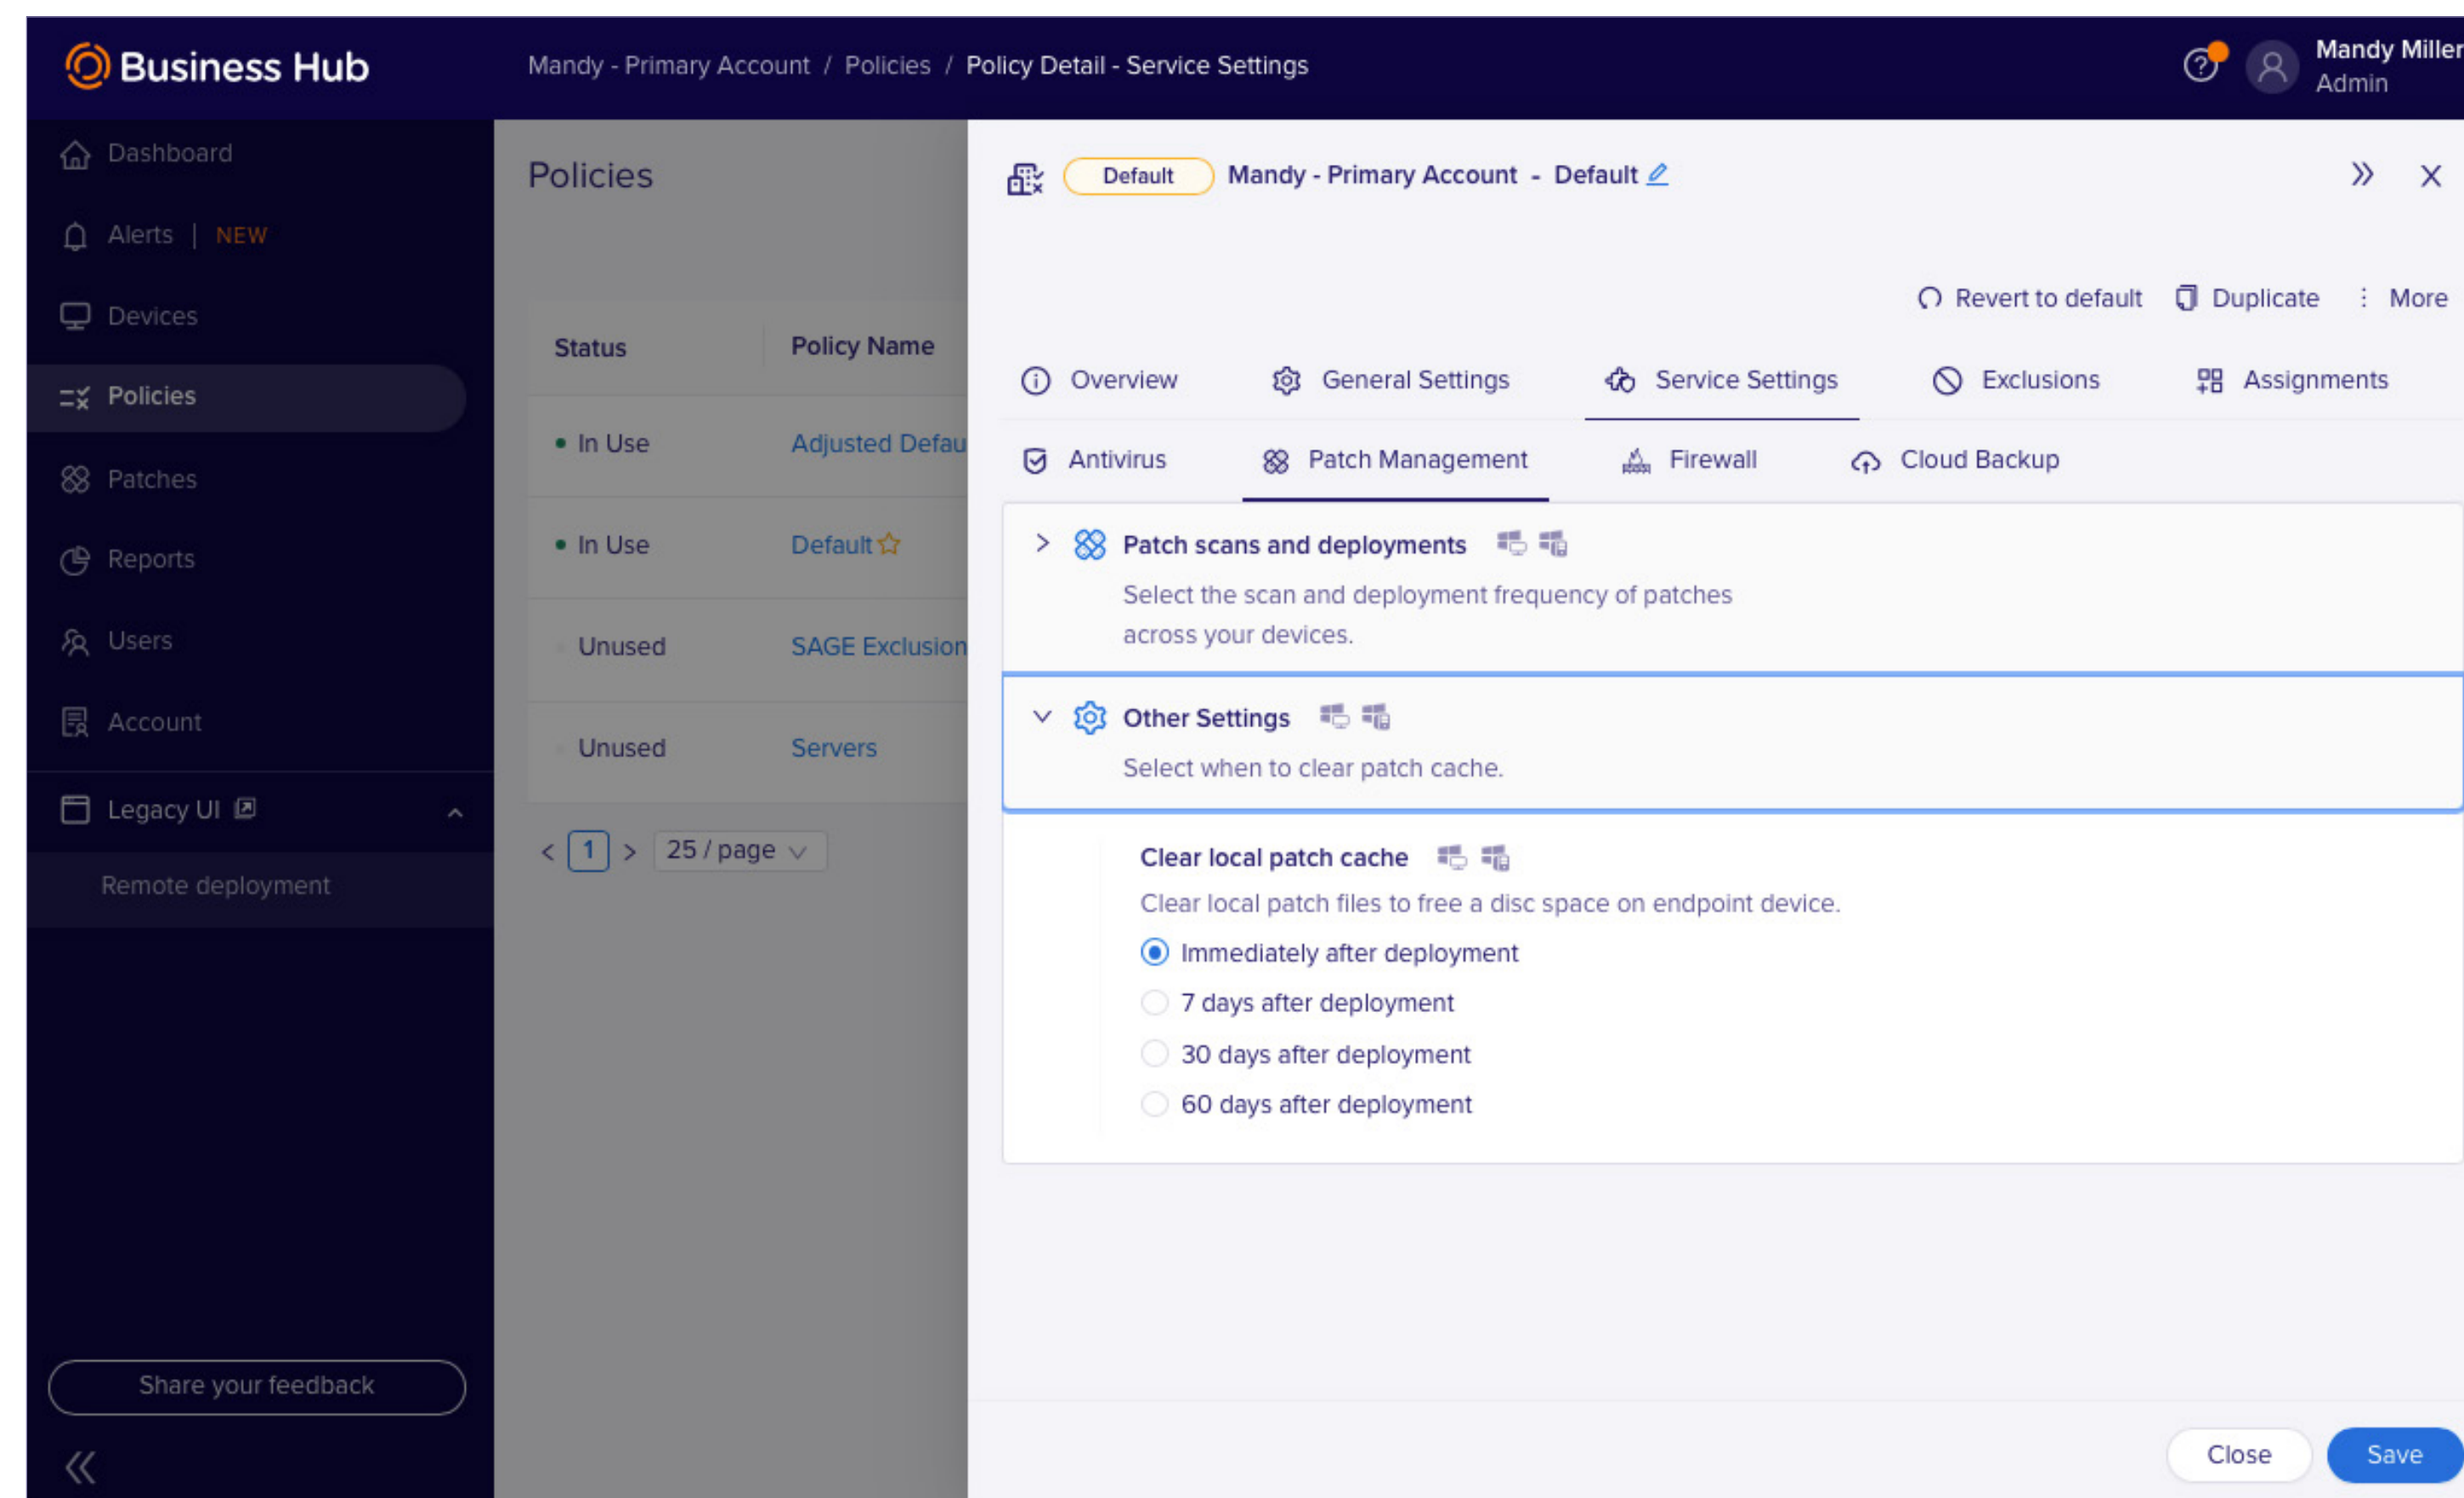 Business Hub
Mandy - Primary Account / Policies / Policy Detail - Service Settings
Mandy Miller
Admin
Dashboard
Alerts | NEW
Devices
Policies
Patches
Reports
Users
Account
Legacy UI
Remote deployment
Share your feedback
Policies
Status Policy Name
In Use Adjusted Defau
In Use Default
Unused SAGE Exclusion
Unused Servers
< 1 > 25 / page
Default Mandy - Primary Account - Default
Revert to default Duplicate More
Overview General Settings Service Settings Exclusions Assignments
Antivirus Patch Management Firewall Cloud Backup
Patch scans and deployments
Select the scan and deployment frequency of patches
across your devices.
Other Settings
Select when to clear patch cache.
Clear local patch cache
Clear local patch files to free a disc space on endpoint device.
Immediately after deployment
7 days after deployment
30 days after deployment
60 days after deployment
Close Save